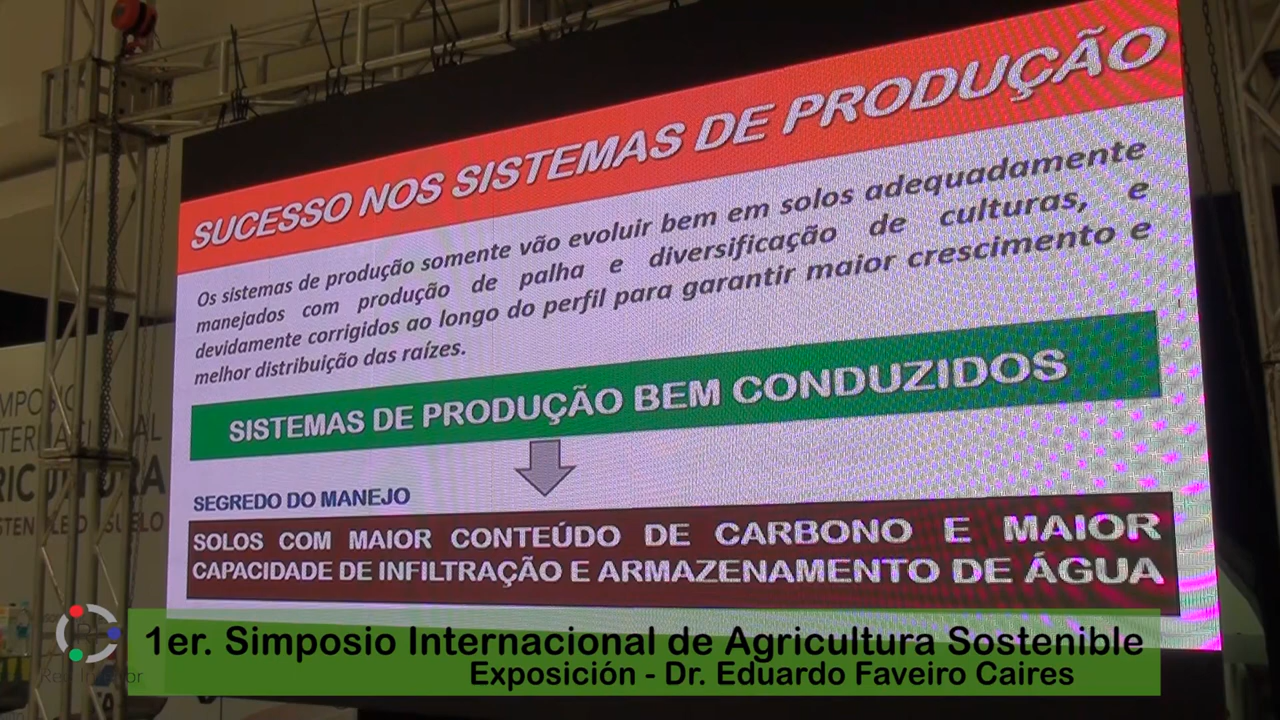 SUCESSO NOS SISTEMAS DE PRODUÇÃO
Os sistemas de produção somente vão evoluir bem em solos adequadamente
manejados com produção de palha e diversificação de culturas, e
devidamente corrigidos ao longo do perfil para garantir maior crescimento e
melhor distribuição das raízes.
SISTEMAS DE PRODUÇÃO BEM CONDUZIDOS
SEGREDO DO MANEJO
SOLOS COM MAIOR CONTEÚDO DE CARBONO E MAIOR
CAPACIDADE DE INFILTRAÇÃO E ARMAZENAMENTO DE ÁGUA
1er. Simposio Internacional de Agricultura Sostenible
Exposición - Dr. Eduardo Faveiro Caires